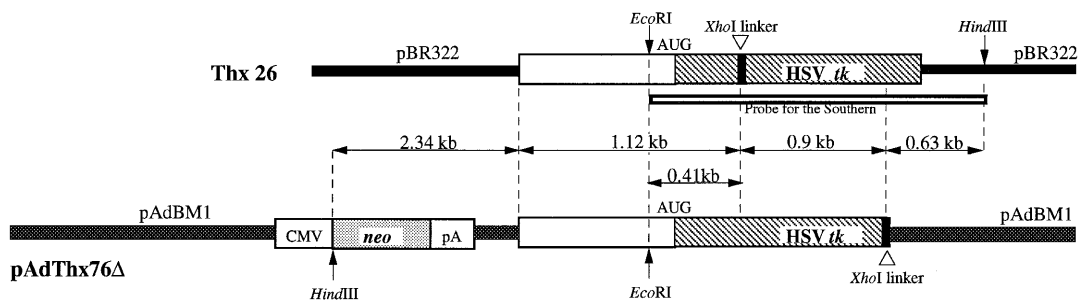 EcoRI
XhoI linker
HindIII
pBR322
AUG
pBR322
Thx 26
HSV tk
Probe for the Southern
2.34 kb
1.12 kb
0.9 kb
0.63 kb
0.41kb
pAdBM1
AUG
pAdBM1
CMV
neo
pA
HSV tk
pAdThx76Δ
HindIII
EcoRI
XhoI linker